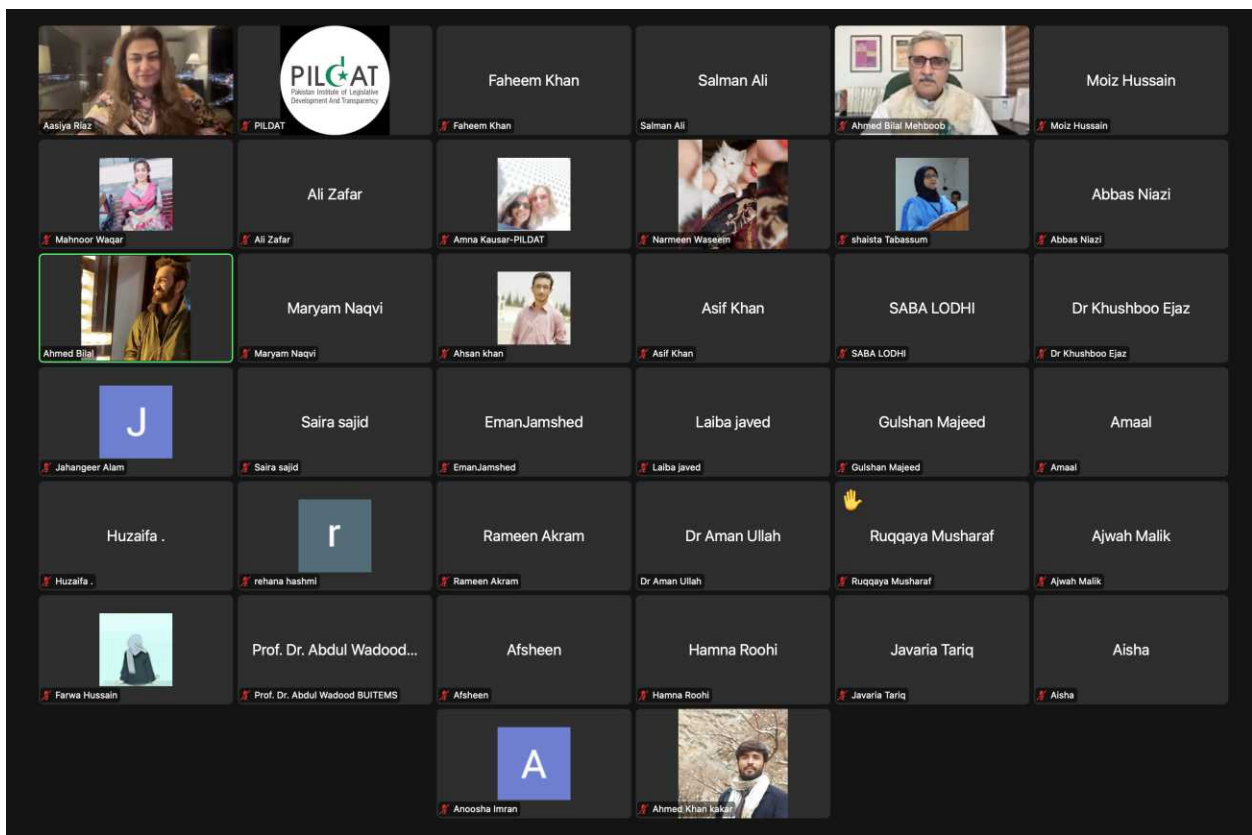 Aasiya Riaz
PILDAT
Pakistan Institute of Legislative
Development And Transparency
PILDAT
Faheem Khan
Faheem Khan
Salman Ali
Salman Ali
Ahmed Bilal Mehboob
Moiz Hussain
Moiz Hussain
Mahnoor Waqar
Ali Zafar
Ali Zafar
Amna Kausar-PILDAT
Narmeen Waseem
shaista Tabassum
Abbas Niazi
Abbas Niazi
Ahmed Bilal
Maryam Naqvi
Maryam Naqvi
Ahsan khan
Asif Khan
Asif Khan
SABA LODHI
SABA LODHI
Dr Khushboo Ejaz
Dr Khushboo Ejaz
J
Jahangeer Alam
Saira sajid
Saira sajid
EmanJamshed
EmanJamshed
Laiba javed
Laiba javed
Gulshan Majeed
Gulshan Majeed
Amaal
Amaal
Huzaifa .
Huzaifa .
r
rehana hashmi
Rameen Akram
Rameen Akram
Dr Aman Ullah
Dr Aman Ullah
Ruqqaya Musharaf
Ruqqaya Musharaf
Ajwah Malik
Ajwah Malik
Farwa Hussain
Prof. Dr. Abdul Wadood...
Prof. Dr. Abdul Wadood BUITEMS
Afsheen
Afsheen
Hamna Roohi
Hamna Roohi
Javaria Tariq
Javaria Tariq
Aisha
Aisha
A
Anoosha Imran
Ahmed Khan kakar